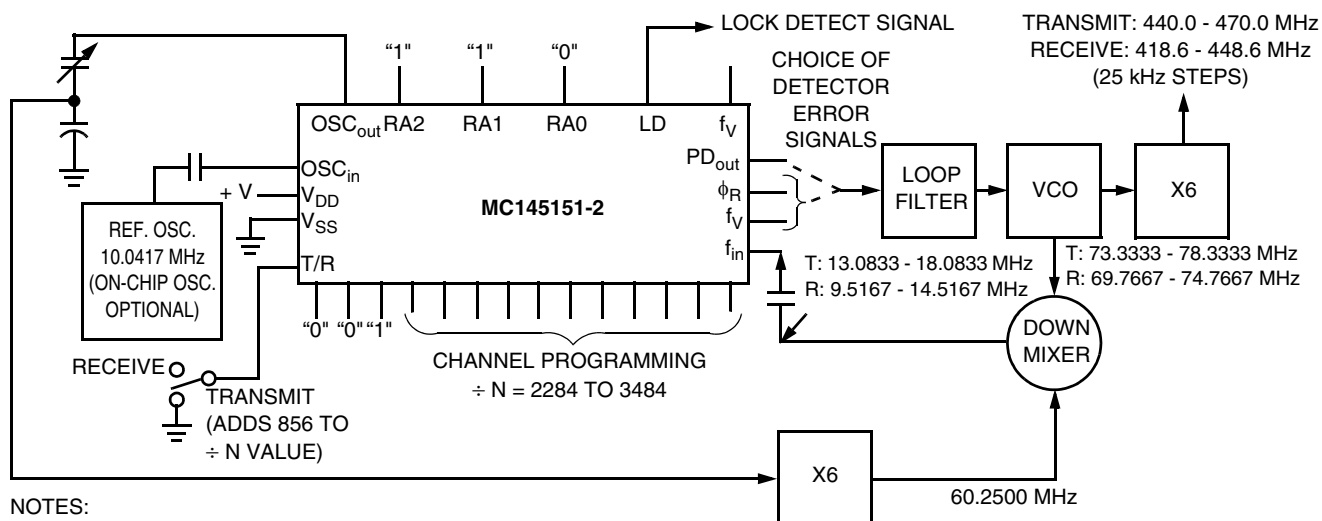 LOCK DETECT SIGNAL
TRANSMIT: 440.0 - 470.0 MHz
RECEIVE: 418.6 - 448.6 MHz
(25 kHz STEPS)
“1" “1" “0"
CHOICE OF
DETECTOR
ERROR
SIGNALS
OSCout RA2 RA1 RA0 LD fV
OSCin
+ V VDD
VSS
T/R
MC145151-2
PDout
ϕR
fV
fin
LOOP
FILTER
VCO
X6
REF. OSC.
10.0417 MHz
(ON-CHIP OSC.
OPTIONAL)
T: 13.0833 - 18.0833 MHz
R: 9.5167 - 14.5167 MHz
T: 73.3333 - 78.3333 MHz
R: 69.7667 - 74.7667 MHz
“0" “0" “1"
DOWN
MIXER
CHANNEL PROGRAMMING
÷ N = 2284 TO 3484
RECEIVE
TRANSMIT
(ADDS 856 TO
÷ N VALUE)
X6
60.2500 MHz
NOTES: